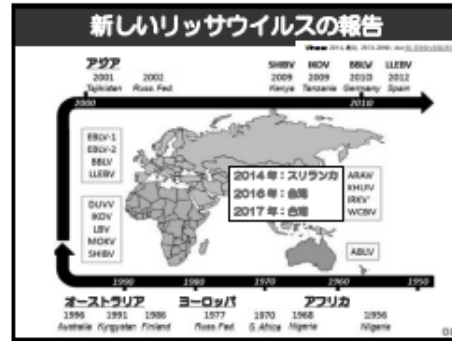 新しいリッサウイルスの報告
アジア
SHIBV IKOV BBLV LLEBV
2001 2002 2009 2009 2010 2012
Tajikistan Russ. Fed. Kenya Tanzania Germany Spain
2000 2010
EBLV-1
EBLV-2
BBLV
LLEBV
DUVV
IKOV
LBV
MOKV
SHIBV
2014年：スリランカ
2016年：台湾
2017年：台湾
ARAV
KHUV
IRKV
WCBV
ABLV
1990 1980 1970 1960 1950
オーストラリア ヨーロッパ アフリカ
1996 1991 1986 1977 1970 1968 1956
Australia Kyrgystan Finland Russ. Fed. S. Africa Nigeria Nigeria